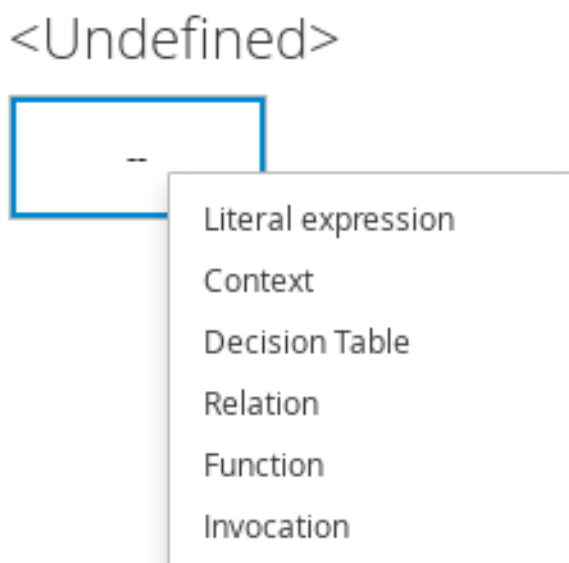 <Undefined>
--
Literal expression
Context
Decision Table
Relation
Function
Invocation